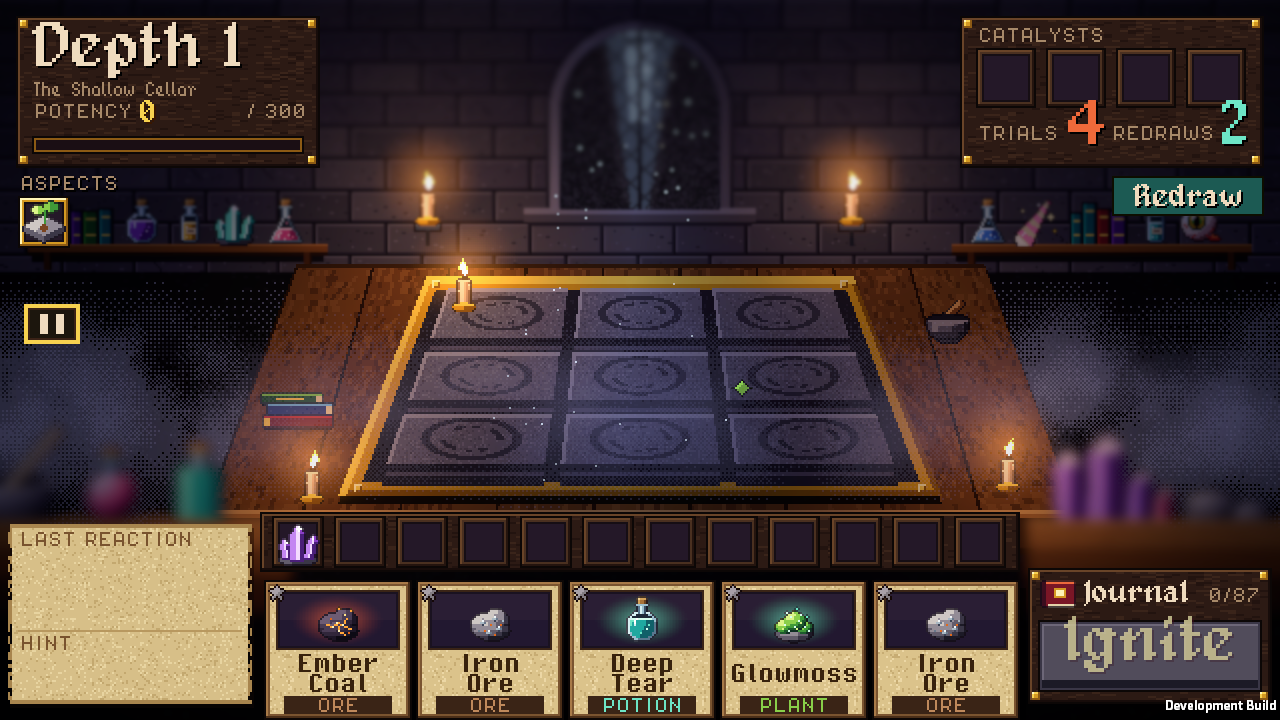 Depth 1
The Shallow Cellar
POTENCY 0 / 300
ASPECTS
CATALYSTS
TRIALS 4 REDRAWS 2
Redraw
LAST REACTION
HINT
Ember
Coal
ORE
Iron
Ore
ORE
Deep
Tear
POTION
Glowmoss
PLANT
Iron
Ore
ORE
Journal 0/87
Ignite
Development Build